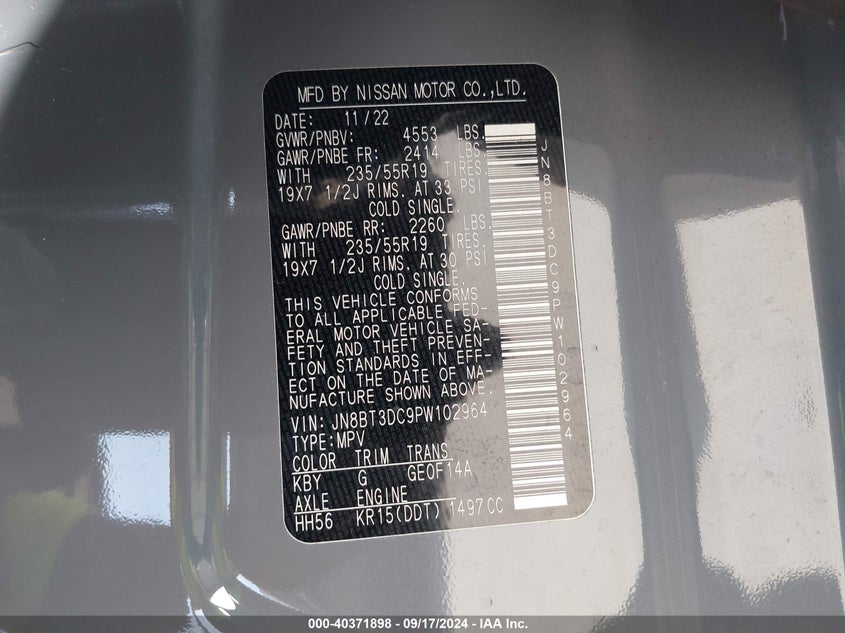 MFD BY NISSAN MOTOR CO.,LTD.
DATE: 11/22
GVWR/PNBV: 4553 LBS.
GAWR/PNBE FR: 2414 LBS.
WITH 235/55R19 TIRES.
19X7 1/2J RIMS. AT 33 PSI
COLD SINGLE.
GAWR/PNBE RR: 2260 LBS.
WITH 235/55R19 TIRES.
19X7 1/2J RIMS. AT 30 PSI
COLD SINGLE.
THIS VEHICLE CONFORMS
TO ALL APPLICABLE FED-
ERAL MOTOR VEHICLE SA-
FETY AND THEFT PREVEN-
TION STANDARDS IN EFF-
ECT ON THE DATE OF MA-
NUFACTURE SHOWN ABOVE.
VIN: JN8BT3DC9PW102964
TYPE:MPV
COLOR TRIM TRANS
KBY G GE0F14A
AXLE ENGINE
HH56 KR15(DDT) 1497CC
JN8BT3DC9PW102964
000-40371898 - 09/17/2024 - IAA Inc.